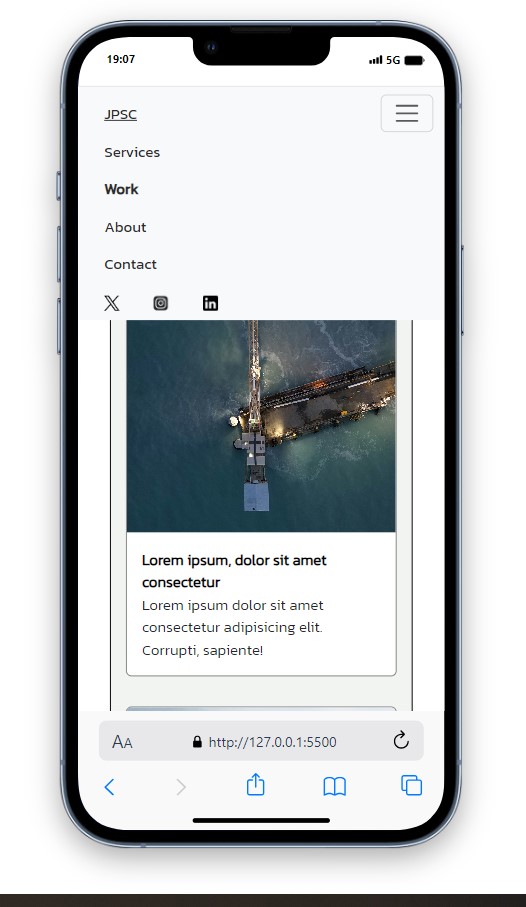 19:07
5G
JPSC
Services
Work
About
Contact
Lorem ipsum, dolor sit amet
consectetur
Lorem ipsum dolor sit amet
consectetur adipisicing elit.
Corrupti, sapiente!
AA
http://127.0.0.1:5500